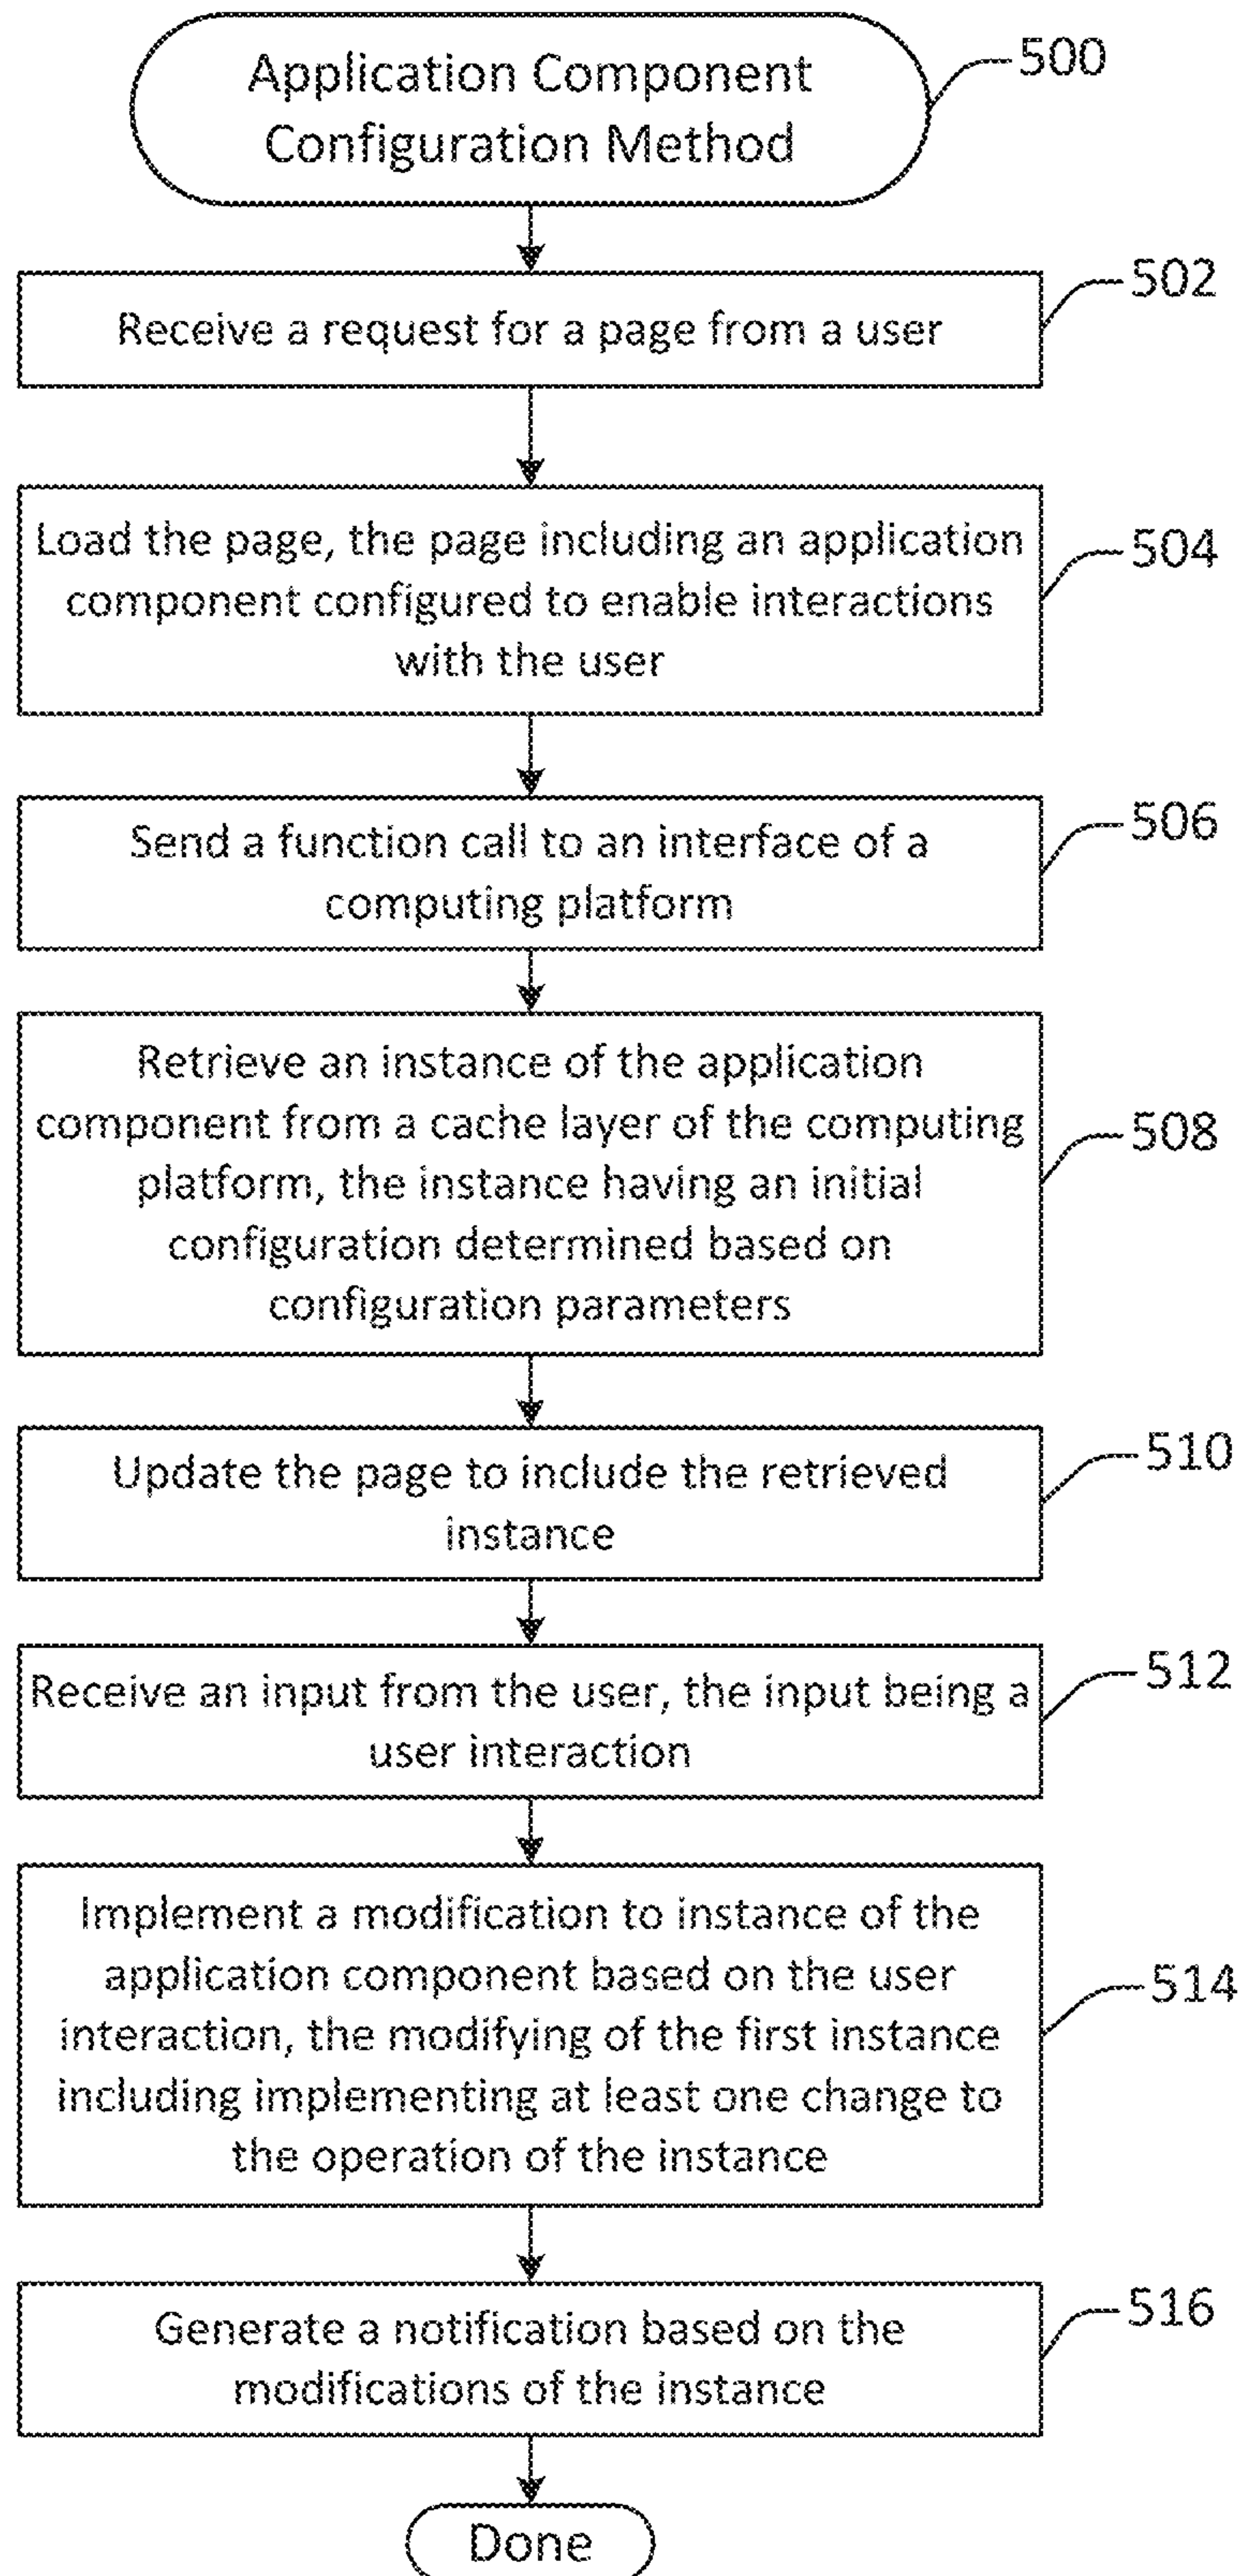 Application Component
Configuration Method
500
Receive a request for a page from a user
502
Load the page, the page including an application
component configured to enable interactions
with the user
504
Send a function call to an interface of a
computing platform
506
Retrieve an instance of the application
component from a cache layer of the computing
platform, the instance having an initial
configuration determined based on
configuration parameters
508
Update the page to include the retrieved
instance
510
Receive an input from the user, the input being a
user interaction
512
Implement a modification to instance of the
application component based on the user
interaction, the modifying of the first instance
including implementing at least one change to
the operation of the instance
514
Generate a notification based on the
modifications of the instance
516
Done